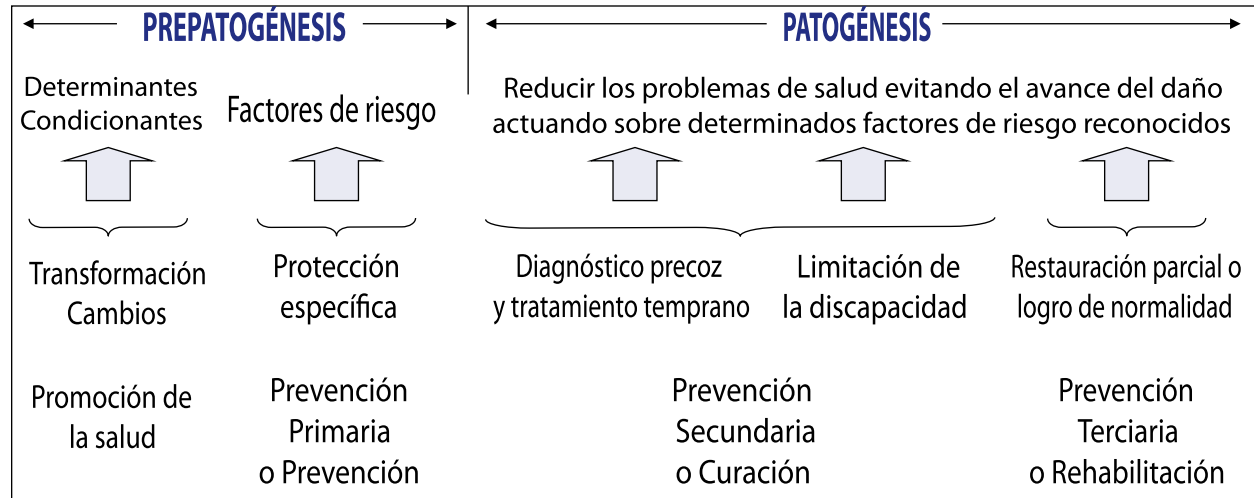 PREPATOGÉNESIS
PATOGÉNESIS
Determinantes
Condicionantes
Factores de riesgo
Reducir los problemas de salud evitando el avance del daño
actuando sobre determinados factores de riesgo reconocidos
Transformación
Cambios
Protección
específica
Diagnóstico precoz
y tratamiento temprano
Limitación de
la discapacidad
Restauración parcial o
logro de normalidad
Promoción de
la salud
Prevención
Primaria
o Prevención
Prevención
Secundaria
o Curación
Prevención
Terciaria
o Rehabilitación